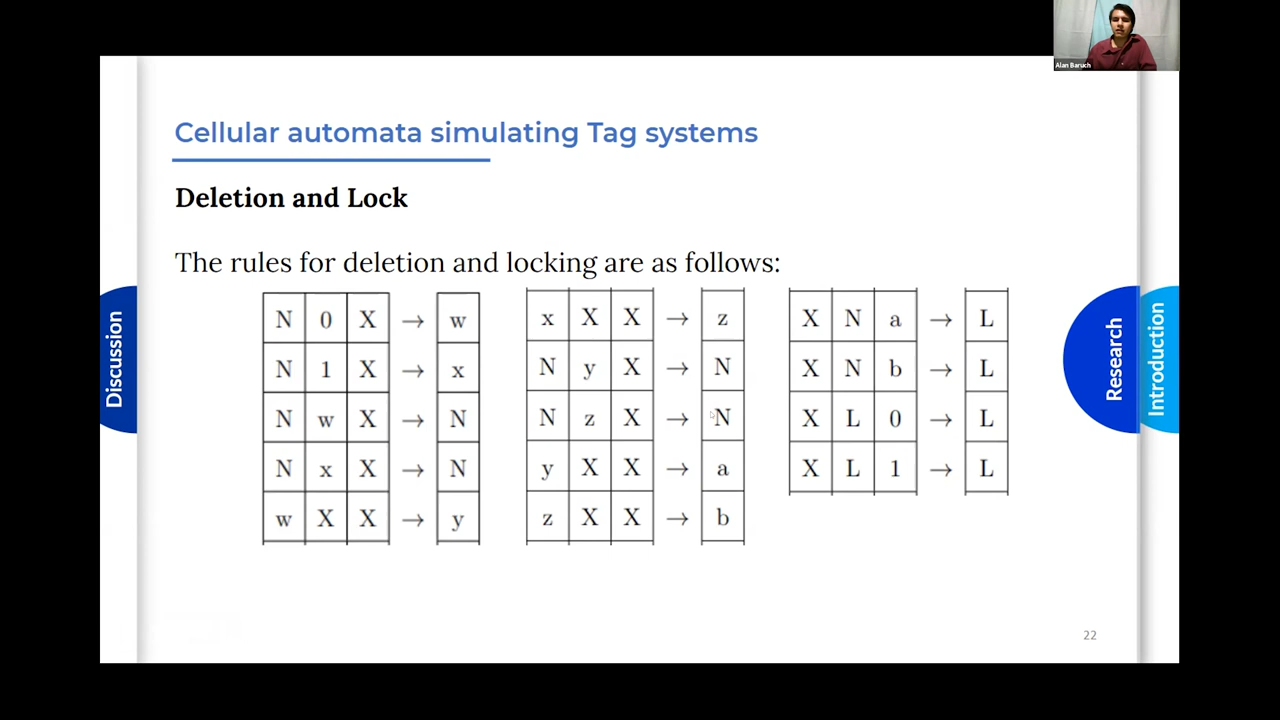 Alan Baruch
Cellular automata simulating Tag systems
Deletion and Lock
The rules for deletion and locking are as follows:
N 0 X → w
N 1 X → x
N w X → N
N x X → N
w X X → y
x X X → z
N y X → N
N z X → N
y X X → a
z X X → b
X N a → L
X N b → L
X L 0 → L
X L 1 → L
Discussion
Research
Introduction
22